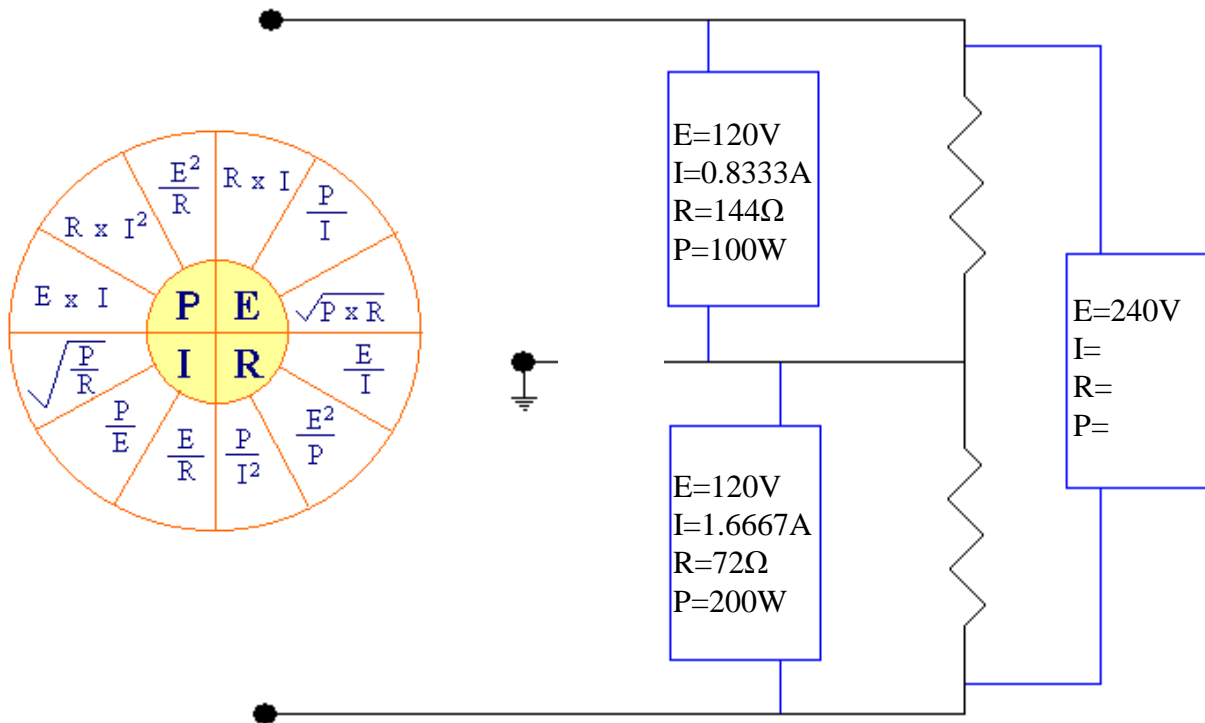 E²/R
R x I
P/I
R x I²
E x I
√(P x R)
P E
I R
√(P/R)
E/I
P/E
E/R
P/I²
E²/P
E=120V
I=0.8333A
R=144Ω
P=100W
E=120V
I=1.6667A
R=72Ω
P=200W
E=240V
I=
R=
P=